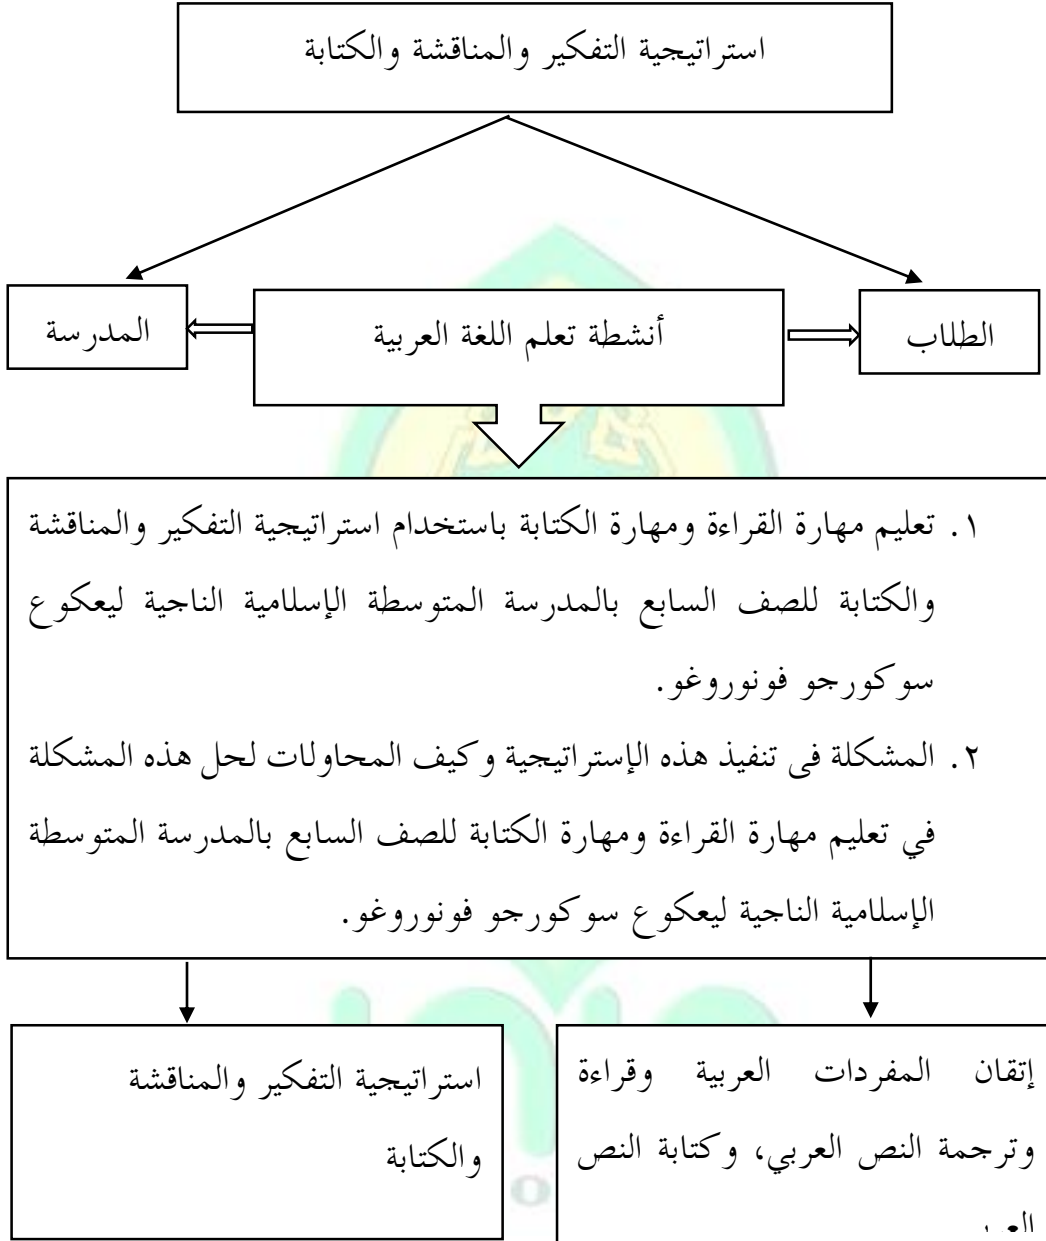 استراتيجية التفكير والمناقشة والكتابة
الطلاب
أنشطة تعلم اللغة العربية
المدرسة
١. تعليم مهارة القراءة ومهارة الكتابة باستخدام استراتيجية التفكير والمناقشة
والكتابة للصف السابع بالمدرسة المتوسطة الإسلامية الناجية ليعكوع
سوكورجو فونوروغو.
٢. المشكلة فى تنفيذ هذه الإستراتيجية وكيف المحاولات لحل هذه المشكلة
في تعليم مهارة القراءة ومهارة الكتابة للصف السابع بالمدرسة المتوسطة
الإسلامية الناجية ليعكوع سوكورجو فونوروغو.
إتقان المفردات العربية وقراءة
وترجمة النص العربي، وكتابة النص
استراتيجية التفكير والمناقشة
والكتابة